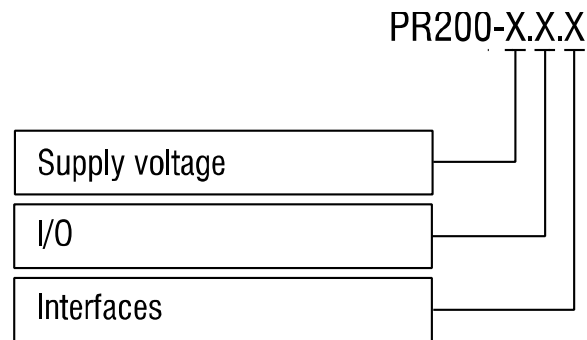 PR200-X.X.X
Supply voltage
I/O
Interfaces